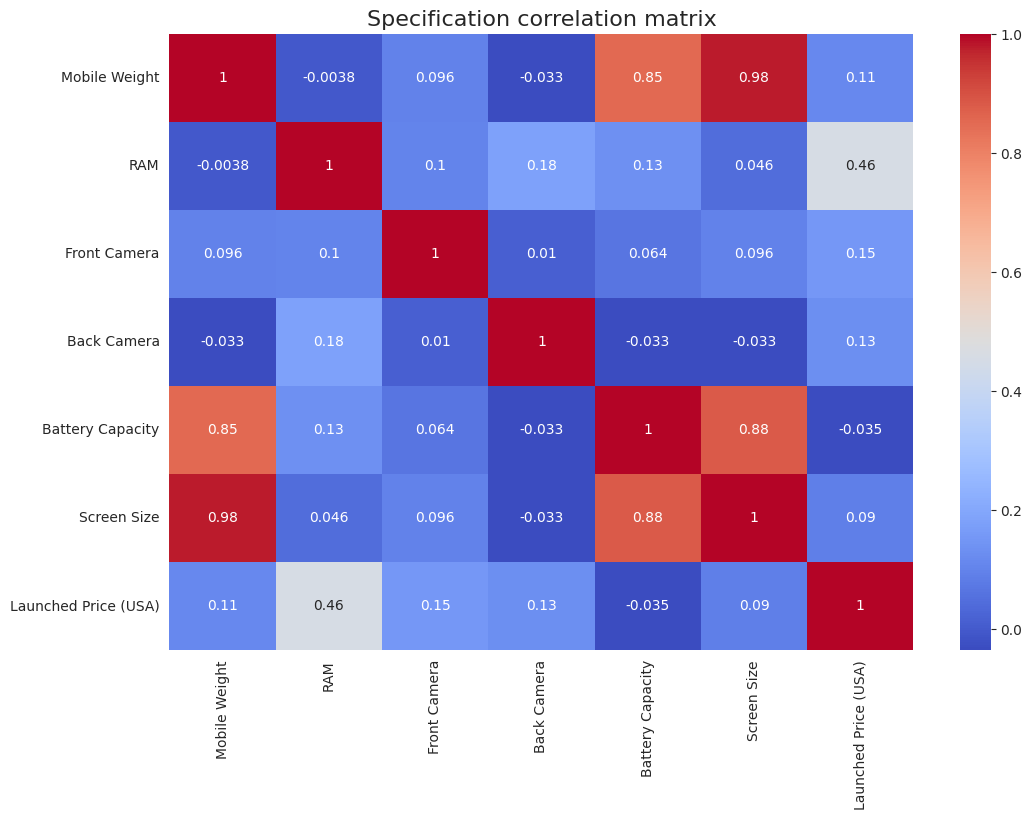 Specification correlation matrix
Mobile Weight 1 -0.0038 0.096 -0.033 0.85 0.98 0.11
RAM -0.0038 1 0.1 0.18 0.13 0.046 0.46
Front Camera 0.096 0.1 1 0.01 0.064 0.096 0.15
Back Camera -0.033 0.18 0.01 1 -0.033 -0.033 0.13
Battery Capacity 0.85 0.13 0.064 -0.033 1 0.88 -0.035
Screen Size 0.98 0.046 0.096 -0.033 0.88 1 0.09
Launched Price (USA) 0.11 0.46 0.15 0.13 -0.035 0.09 1
Mobile Weight
RAM
Front Camera
Back Camera
Battery Capacity
Screen Size
Launched Price (USA)
1.0
0.8
0.6
0.4
0.2
0.0